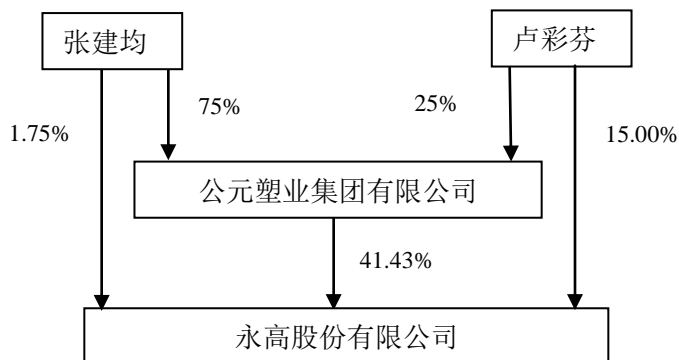 张建均
卢彩芬
75%
25%
1.75%
15.00%
公元塑业集团有限公司
41.43%
永高股份有限公司